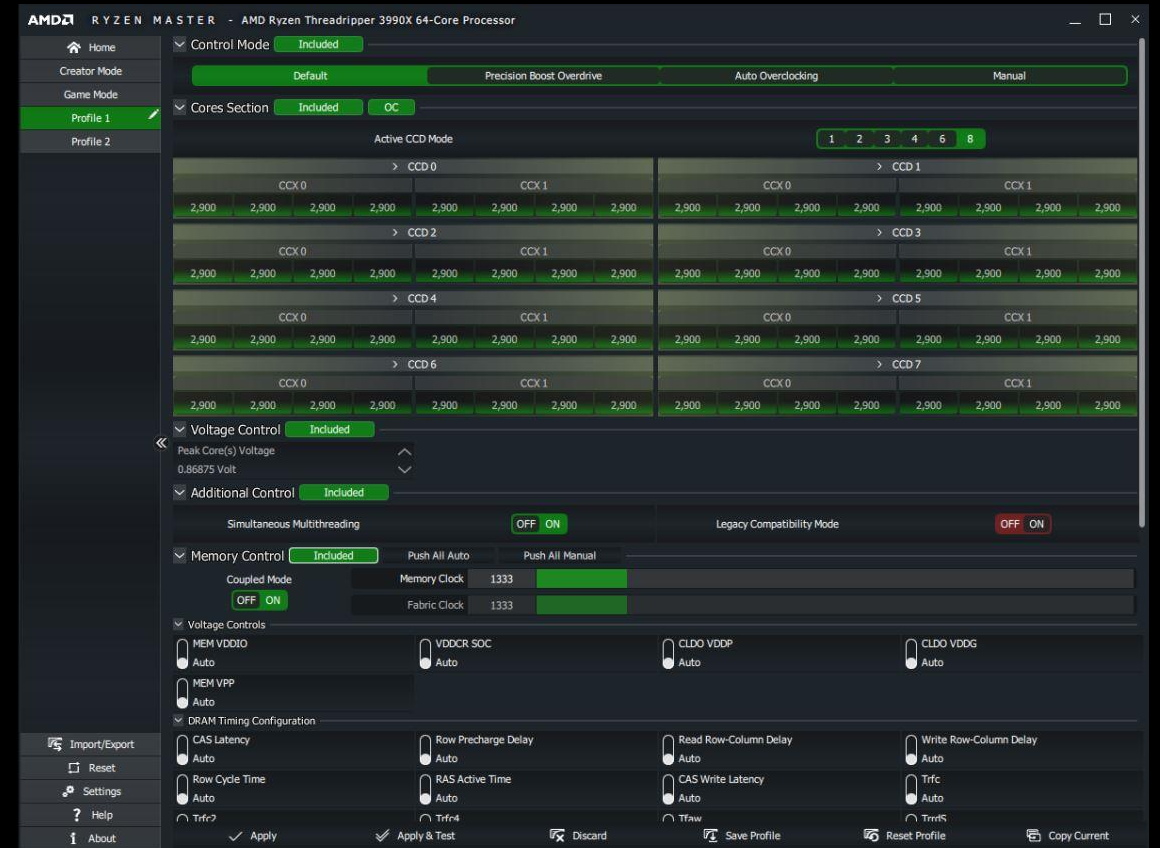 AMD RYZEN MASTER - AMD Ryzen Threadripper 3990X 64-Core Processor
Home
Creator Mode
Game Mode
Profile 1
Profile 2
Control Mode Included
Default Precision Boost Overdrive Auto Overclocking Manual
Cores Section Included OC
Active CCD Mode 1 2 3 4 6 8
CCD 0 CCD 1
CCX 0 CCX 1 CCX 0 CCX 1
2,900 2,900 2,900 2,900 2,900 2,900 2,900 2,900 2,900 2,900 2,900 2,900 2,900 2,900 2,900 2,900
CCD 2 CCD 3
CCX 0 CCX 1 CCX 0 CCX 1
2,900 2,900 2,900 2,900 2,900 2,900 2,900 2,900 2,900 2,900 2,900 2,900 2,900 2,900 2,900 2,900
CCD 4 CCD 5
CCX 0 CCX 1 CCX 0 CCX 1
2,900 2,900 2,900 2,900 2,900 2,900 2,900 2,900 2,900 2,900 2,900 2,900 2,900 2,900 2,900 2,900
CCD 6 CCD 7
CCX 0 CCX 1 CCX 0 CCX 1
2,900 2,900 2,900 2,900 2,900 2,900 2,900 2,900 2,900 2,900 2,900 2,900 2,900 2,900 2,900 2,900
Voltage Control Included
Peak Core(s) Voltage
0.86875 Volt
Additional Control Included
Simultaneous Multithreading OFF ON Legacy Compatibility Mode OFF ON
Memory Control Included Push All Auto Push All Manual
Coupled Mode Memory Clock 1333
OFF ON Fabric Clock 1333
Voltage Controls
MEM VDDIO VDDCR SOC CLDO VDDP CLDO VDDG
Auto Auto Auto Auto
MEM VPP
Auto
DRAM Timing Configuration
CAS Latency Row Precharge Delay Read Row-Column Delay Write Row-Column Delay
Auto Auto Auto Auto
Row Cycle Time RAS Active Time CAS Write Latency Trfc
Auto Auto Auto Auto
Trfc2 Trfc4 Tfaw TrrdS
Import/Export
Reset
Settings
Help
About
Apply Apply & Test Discard Save Profile Reset Profile Copy Current